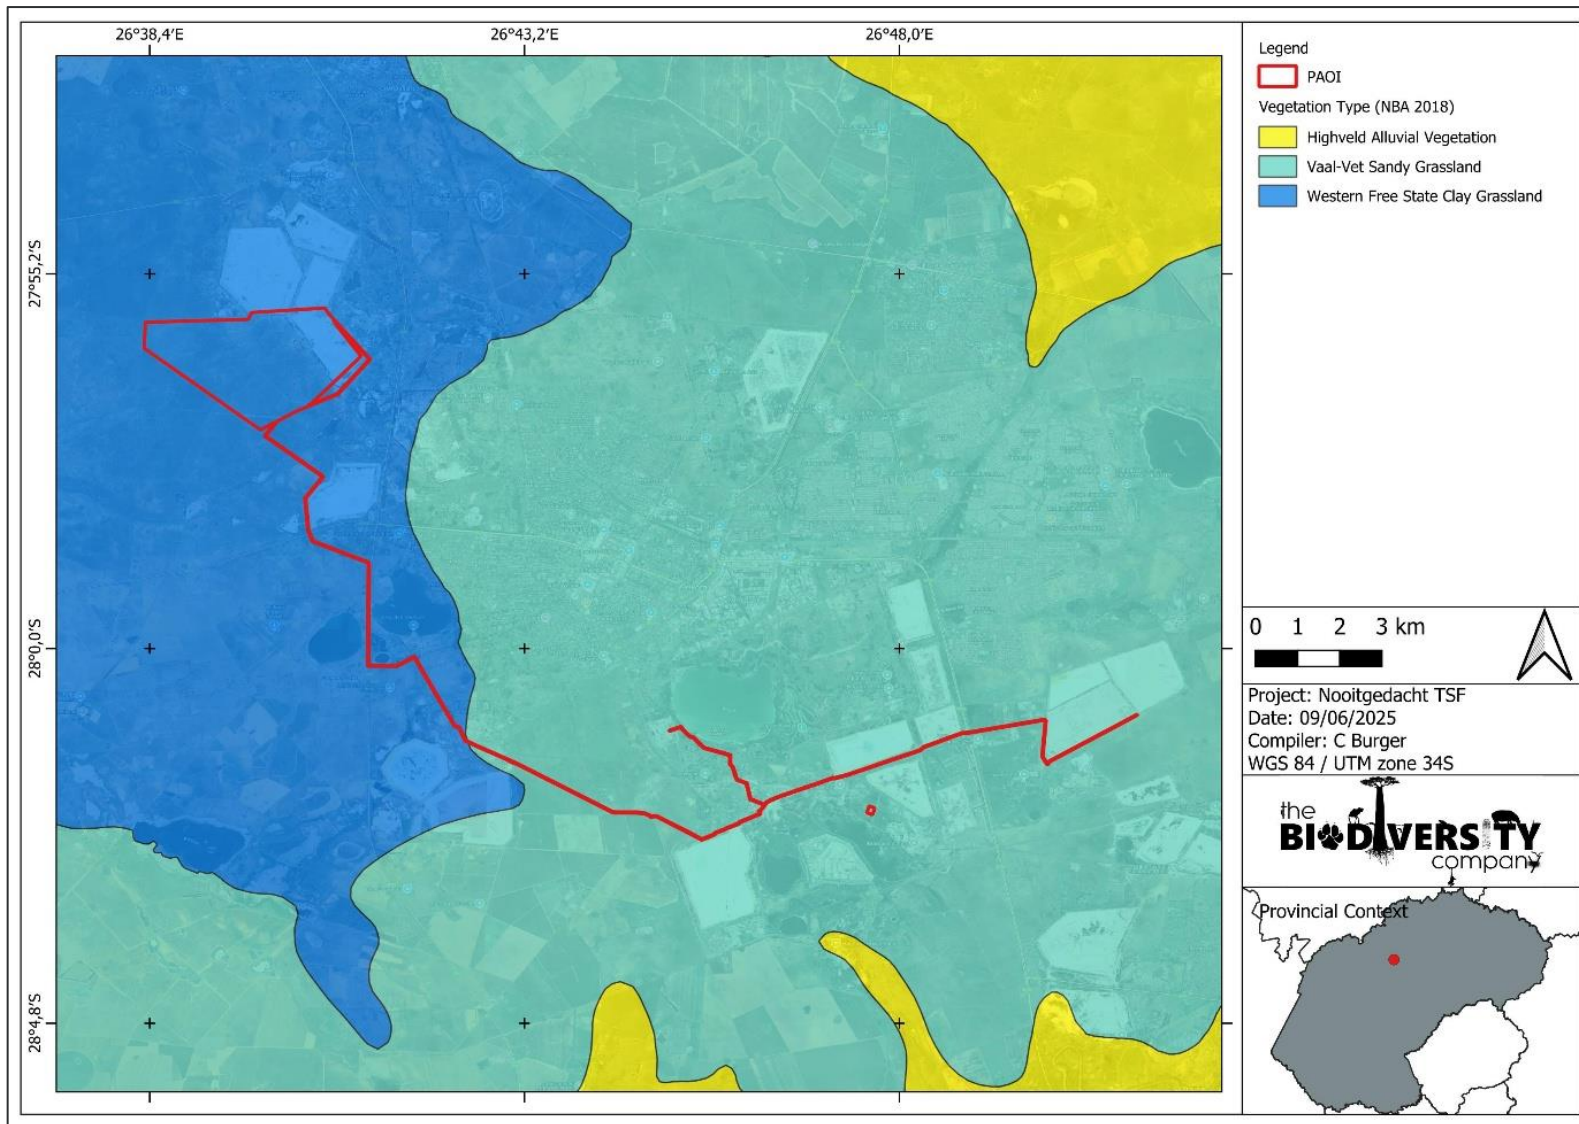 26°38,4'E
26°43,2'E
26°48,0'E
27°55,2'S
28°0,0'S
28°4,8'S
Legend
PAOI
Vegetation Type (NBA 2018)
Highveld Alluvial Vegetation
Vaal-Vet Sandy Grassland
Western Free State Clay Grassland
0 1 2 3 km
Project: Nooitgedacht TSF
Date: 09/06/2025
Compiler: C Burger
WGS 84 / UTM zone 34S
the
BIODIVERSITY
company
Provincial Context